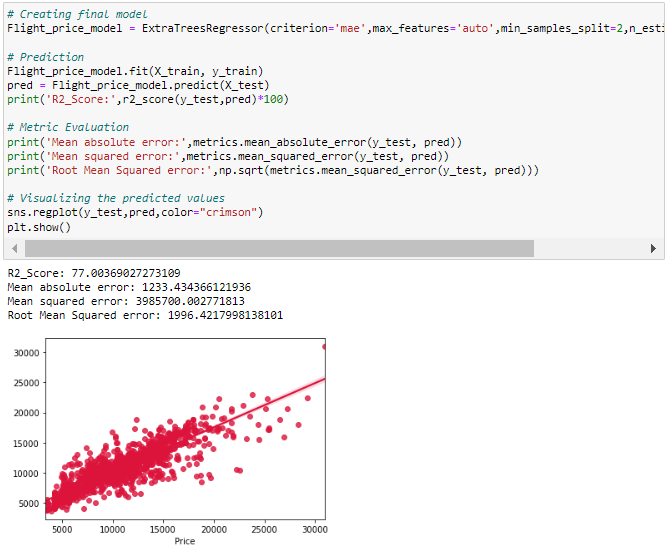 # Creating final model
Flight_price_model = ExtraTreesRegressor(criterion='mae',max_features='auto',min_samples_split=2,n_esti
# Prediction
Flight_price_model.fit(X_train, y_train)
pred = Flight_price_model.predict(X_test)
print('R2_Score:',r2_score(y_test,pred)*100)
# Metric Evaluation
print('Mean absolute error:',metrics.mean_absolute_error(y_test, pred))
print('Mean squared error:',metrics.mean_squared_error(y_test, pred))
print('Root Mean Squared error:',np.sqrt(metrics.mean_squared_error(y_test, pred)))
# Visualizing the predicted values
sns.regplot(y_test,pred,color="crimson")
plt.show()
R2_Score: 77.00369027273109
Mean absolute error: 1233.434366121936
Mean squared error: 3985700.002771813
Root Mean Squared error: 1996.4217998138101
30000
25000
20000
15000
10000
5000
5000 10000 15000 20000 25000 30000
Price